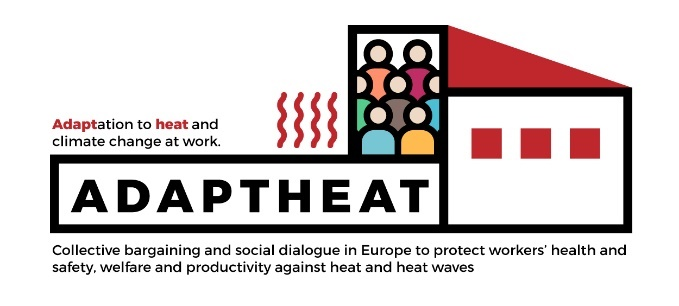 Adaptation to heat and
climate change at work.
ADAPTHEAT
Collective bargaining and social dialogue in Europe to protect workers’ health and
safety, welfare and productivity against heat and heat waves